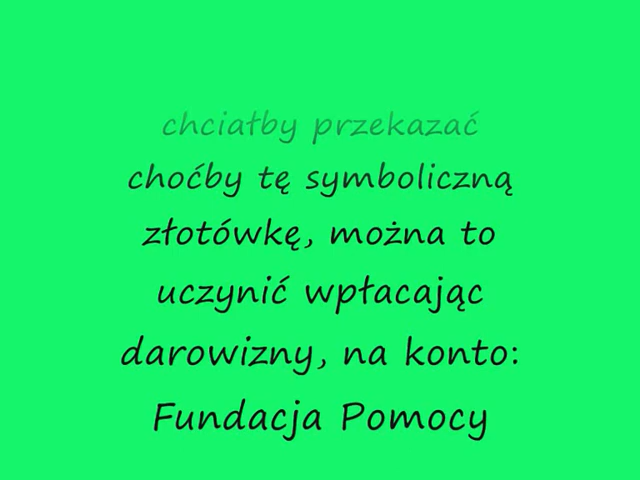 chciałby przekazać
choćby tę symboliczną
złotówkę, można to
uczynić wpłacając
darowizny, na konto:
Fundacja Pomocy